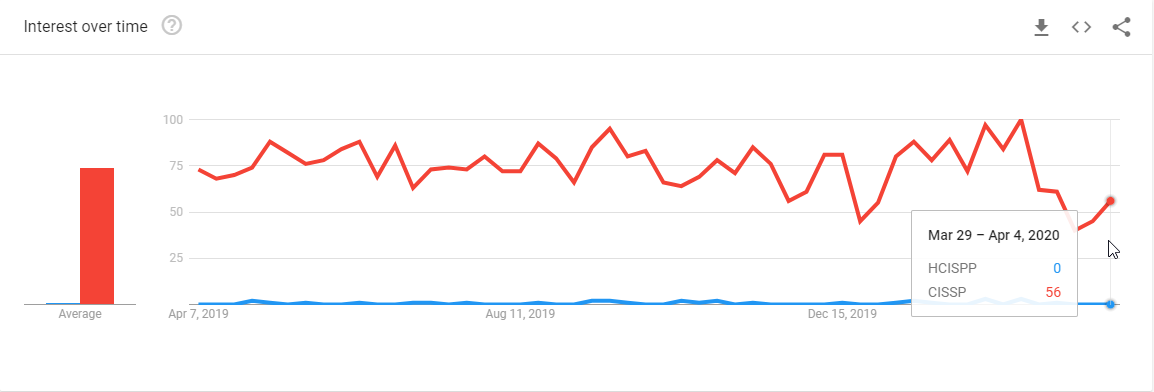 Interest over time ?
100
75
50
25
Average
Apr 7, 2019 Aug 11, 2019 Dec 15, 2019
Mar 29 – Apr 4, 2020
HCISPP 0
CISSP 56